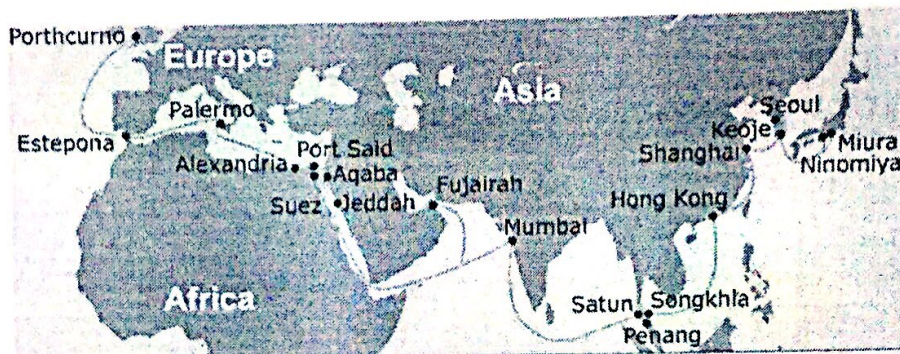 Porthcurno
Europe
Asia
Seoul
Palermo
Keoje
Estepona
Miura
Port Said
Shanghai
Ninomiya
Alexandria
Aqaba
Fujairah
Suez
Jeddah
Hong Kong
Mumbai
Africa
Satun
Songkhla
Penang